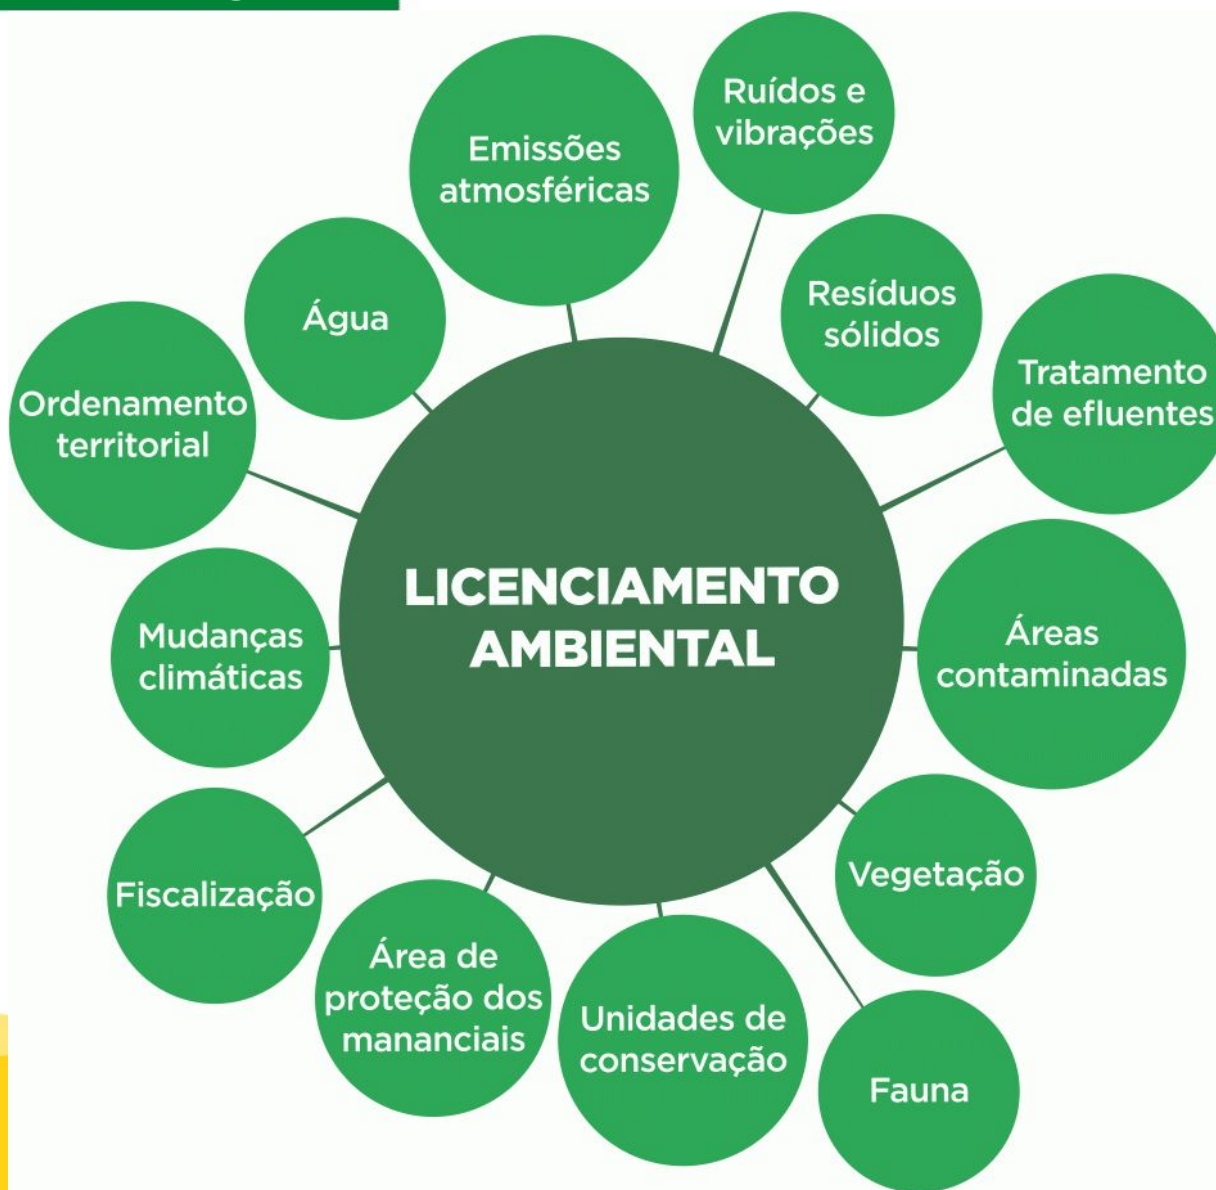 Ruídos e
vibrações
Emissões
atmosféricas
Resíduos
sólidos
Água
Tratamento
de efluentes
Ordenamento
territorial
LICENCIAMENTO
AMBIENTAL
Mudanças
climáticas
Áreas
contaminadas
Vegetação
Fiscalização
Área de
proteção dos
mananciais
Unidades de
conservação
Fauna